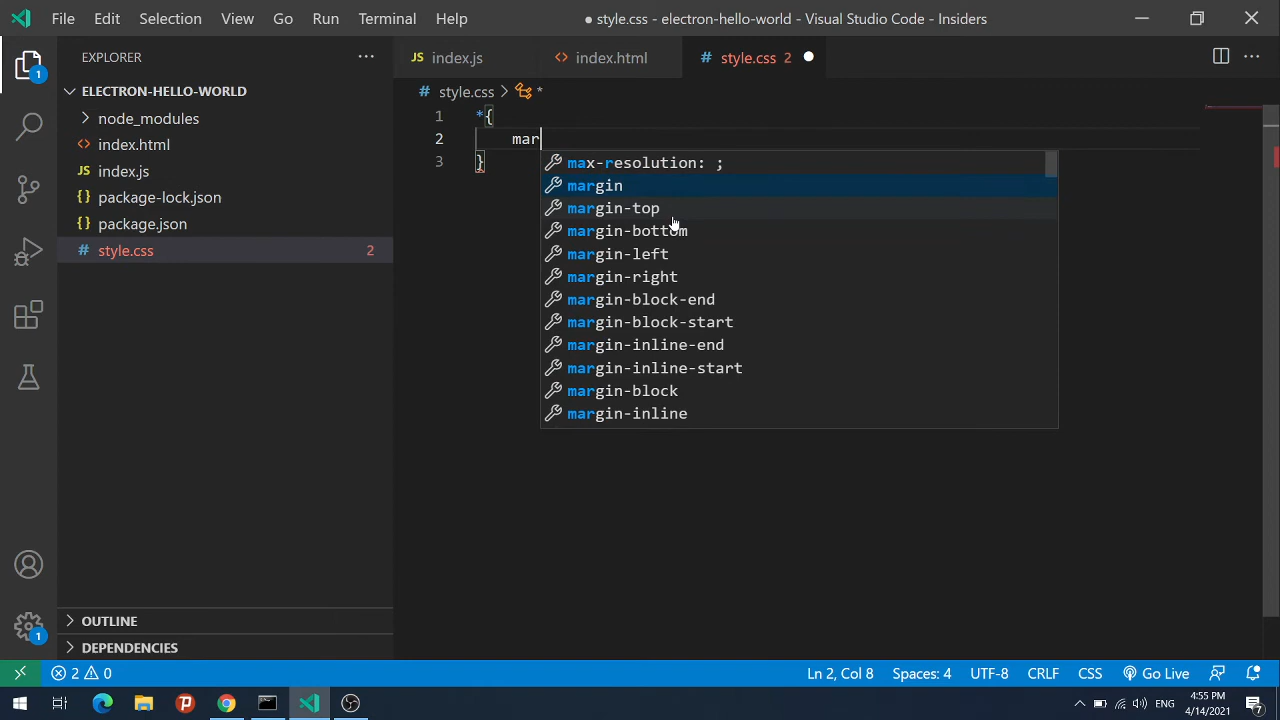 File Edit Selection View Go Run Terminal Help ● style.css - electron-hello-world - Visual Studio Code - Insiders
EXPLORER ···
JS index.js <> index.html # style.css 2 ●
ELECTRON-HELLO-WORLD
# style.css > *
node_modules
<> index.html
JS index.js
{} package-lock.json
{} package.json
# style.css 2
1 *{
2 mar
3 }
max-resolution: ;
margin
margin-top
margin-bottom
margin-left
margin-right
margin-block-end
margin-block-start
margin-inline-end
margin-inline-start
margin-block
margin-inline
1
1
OUTLINE
DEPENDENCIES
2 0 Ln 2, Col 8 Spaces: 4 UTF-8 CRLF CSS Go Live
ENG 4:55 PM
4/14/2021 7